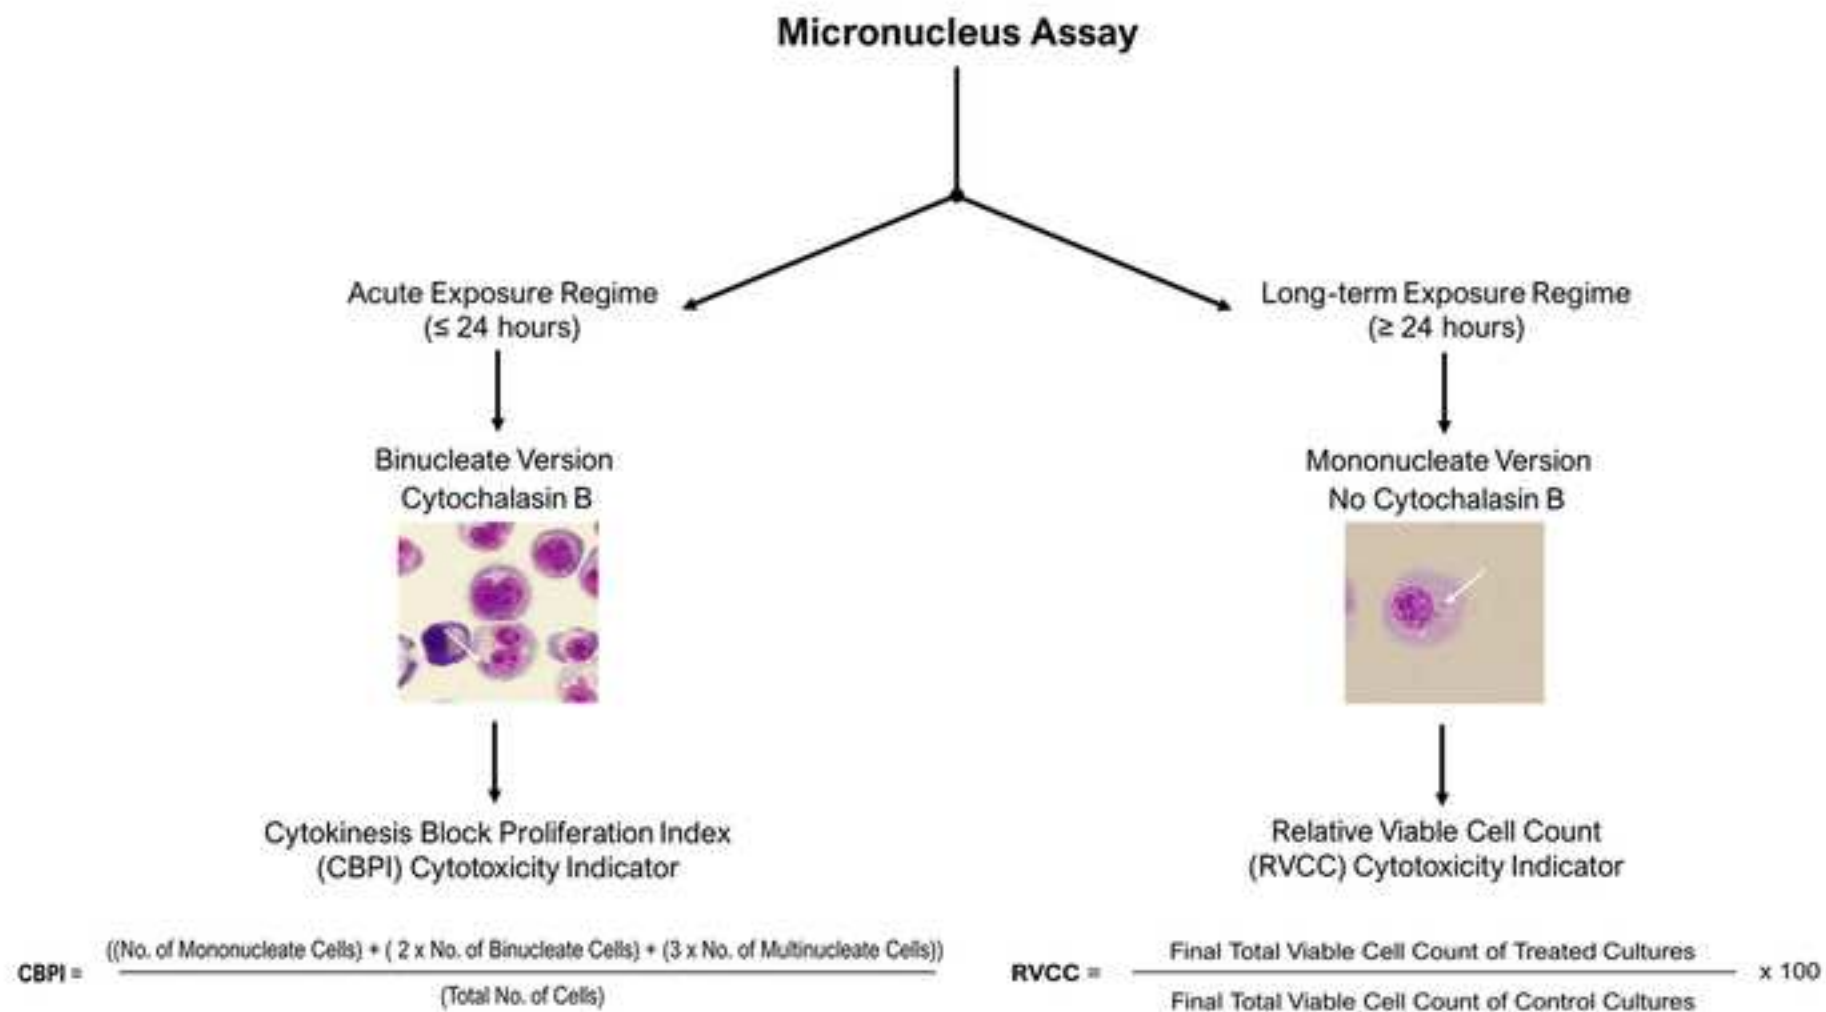 Micronucleus Assay
Acute Exposure Regime
(≤ 24 hours)
Long-term Exposure Regime
(≥ 24 hours)
Binucleate Version
Cytochalasin B
Mononucleate Version
No Cytochalasin B
Cytokinesis Block Proliferation Index
(CBPI) Cytotoxicity Indicator
Relative Viable Cell Count
(RVCC) Cytotoxicity Indicator
((No. of Mononucleate Cells) + ( 2 x No. of Binucleate Cells) + (3 x No. of Multinucleate Cells))
CBPI =
(Total No. of Cells)
Final Total Viable Cell Count of Treated Cultures
RVCC =
x 100
Final Total Viable Cell Count of Control Cultures